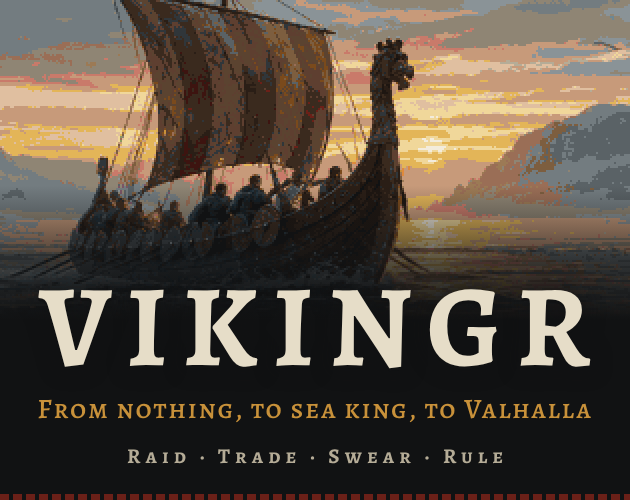 VIKINGR
From nothing, to sea king, to Valhalla
Raid · Trade · Swear · Rule